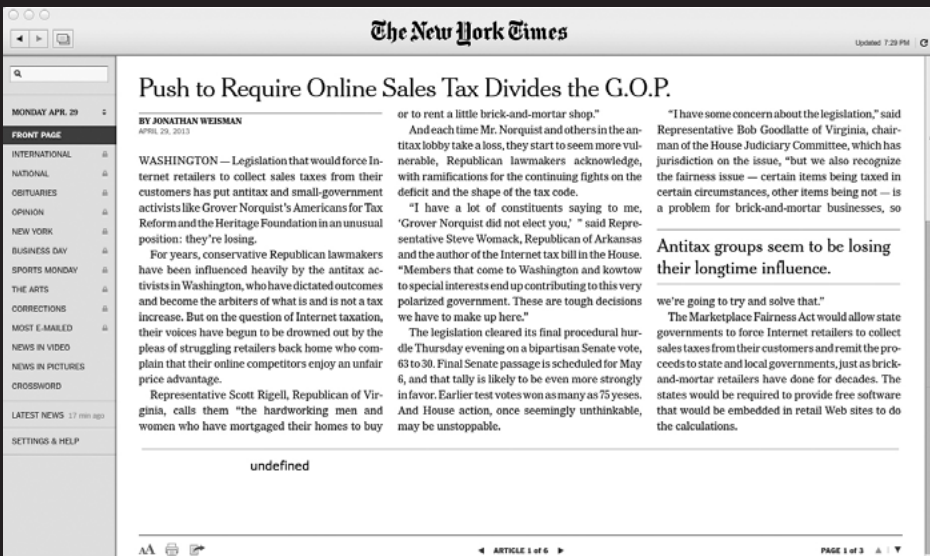 The New York Times
Updated 7:29 PM
MONDAY APR. 29
FRONT PAGE
INTERNATIONAL
NATIONAL
OBITUARIES
OPINION
NEW YORK
BUSINESS DAY
SPORTS MONDAY
THE ARTS
CORRECTIONS
MOST E-MAILED
NEWS IN VIDEO
NEWS IN PICTURES
CROSSWORD
LATEST NEWS 17 min ago
SETTINGS & HELP
Push to Require Online Sales Tax Divides the G.O.P.
BY JONATHAN WEISMAN
APRIL 29, 2013
WASHINGTON — Legislation that would force In-
ternet retailers to collect sales taxes from their
customers has put antitax and small-government
activists like Grover Norquist's Americans for Tax
Reform and the Heritage Foundation in an unusual
position: they're losing.
For years, conservative Republican lawmakers
have been influenced heavily by the antitax ac-
tivists in Washington, who have dictated outcomes
and become the arbiters of what is and is not a tax
increase. But on the question of Internet taxation,
their voices have begun to be drowned out by the
pleas of struggling retailers back home who com-
plain that their online competitors enjoy an unfair
price advantage.
Representative Scott Rigell, Republican of Vir-
ginia, calls them "the hardworking men and
women who have mortgaged their homes to buy
or to rent a little brick-and-mortar shop."
And each time Mr. Norquist and others in the an-
titax lobby take a loss, they start to seem more vul-
nerable, Republican lawmakers acknowledge,
with ramifications for the continuing fights on the
deficit and the shape of the tax code.
"I have a lot of constituents saying to me,
'Grover Norquist did not elect you,' " said Repre-
sentative Steve Womack, Republican of Arkansas
and the author of the Internet tax bill in the House.
"Members that come to Washington and kowtow
to special interests end up contributing to this very
polarized government. These are tough decisions
we have to make up here."
The legislation cleared its final procedural hur-
dle Thursday evening on a bipartisan Senate vote,
63 to 30. Final Senate passage is scheduled for May
6, and that tally is likely to be even more strongly
in favor. Earlier test votes won as many as 75 yeses.
And House action, once seemingly unthinkable,
may be unstoppable.
"I have some concern about the legislation," said
Representative Bob Goodlatte of Virginia, chair-
man of the House Judiciary Committee, which has
jurisdiction on the issue, "but we also recognize
the fairness issue — certain items being taxed in
certain circumstances, other items being not — is
a problem for brick-and-mortar businesses, so
Antitax groups seem to be losing
their longtime influence.
we're going to try and solve that."
The Marketplace Fairness Act would allow state
governments to force Internet retailers to collect
sales taxes from their customers and remit the pro-
ceeds to state and local governments, just as brick-
and-mortar retailers have done for decades. The
states would be required to provide free software
that would be embedded in retail Web sites to do
the calculations.
undefined
AA
ARTICLE 1 of 6
PAGE 1 of 3